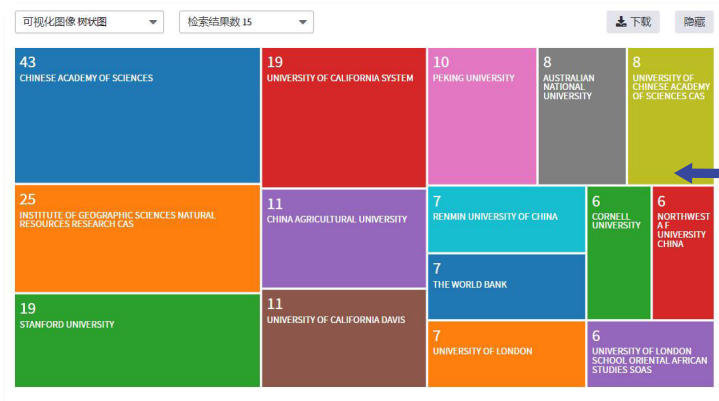 可视化图像 树状图
检索结果数 15
下载
隐藏
43
CHINESE ACADEMY OF SCIENCES
19
UNIVERSITY OF CALIFORNIA SYSTEM
10
PEKING UNIVERSITY
8
AUSTRALIAN
NATIONAL
UNIVERSITY
8
UNIVERSITY OF
CHINESE ACADEMY
OF SCIENCES CAS
25
INSTITUTE OF GEOGRAPHIC SCIENCES NATURAL
RESOURCES RESEARCH CAS
11
CHINA AGRICULTURAL UNIVERSITY
7
RENMIN UNIVERSITY OF CHINA
6
CORNELL
UNIVERSITY
6
NORTHWEST
A F
UNIVERSITY
CHINA
7
THE WORLD BANK
19
STANFORD UNIVERSITY
11
UNIVERSITY OF CALIFORNIA DAVIS
7
UNIVERSITY OF LONDON
6
UNIVERSITY OF LONDON
SCHOOL ORIENTAL AFRICAN
STUDIES SOAS